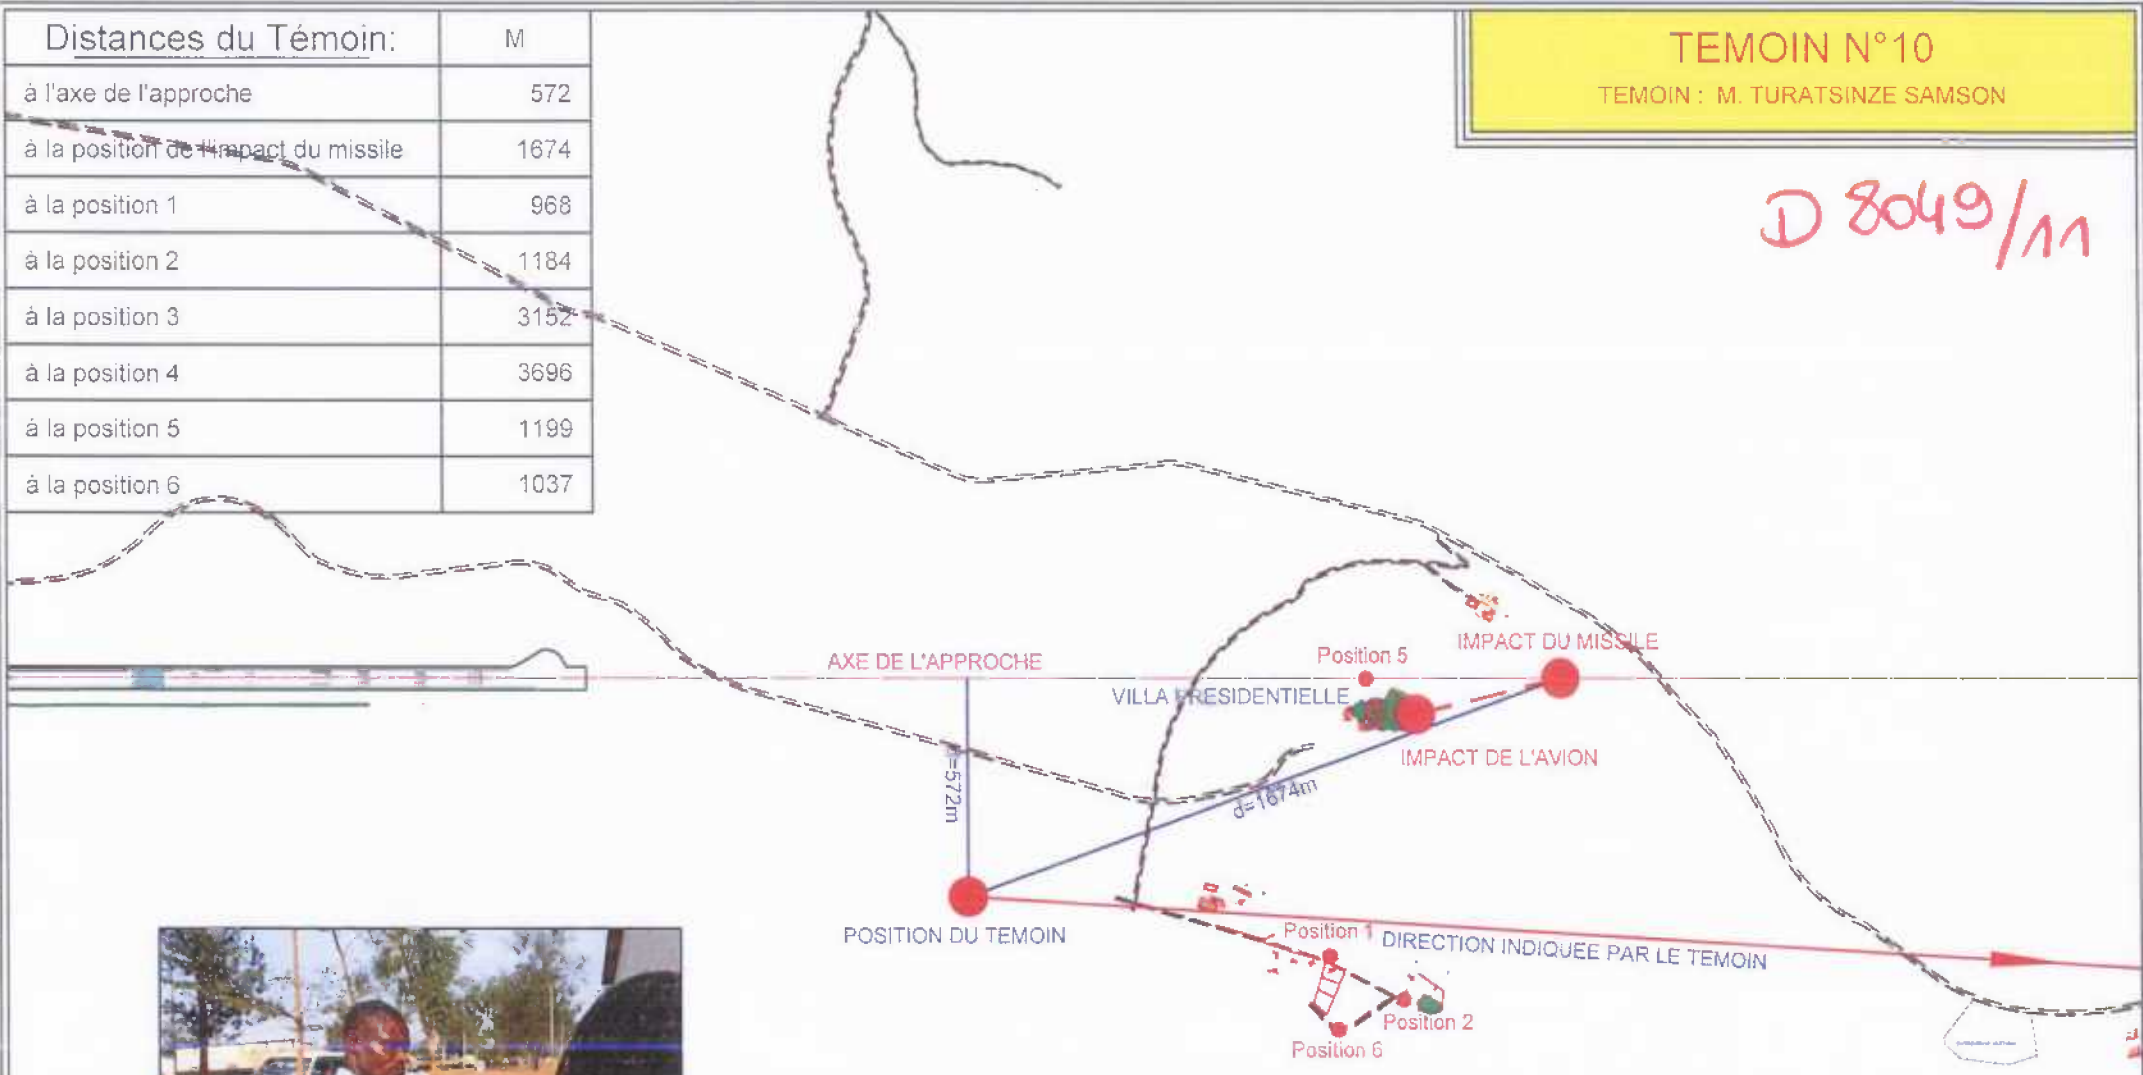 Distances du Témoin: M
à l'axe de l'approche 572
à la position de l'impact du missile 1674
à la position 1 968
à la position 2 1184
à la position 3 3152
à la position 4 3696
à la position 5 1199
à la position 6 1037
TEMOIN N°10
TEMOIN : M. TURATSINZE SAMSON
D 8049/11
AXE DE L'APPROCHE
Position 5
IMPACT DU MISSILE
VILLA PRESIDENTIELLE
IMPACT DE L'AVION
d=572m
d=1674m
POSITION DU TEMOIN
Position 1
DIRECTION INDIQUEE PAR LE TEMOIN
Position 2
Position 6